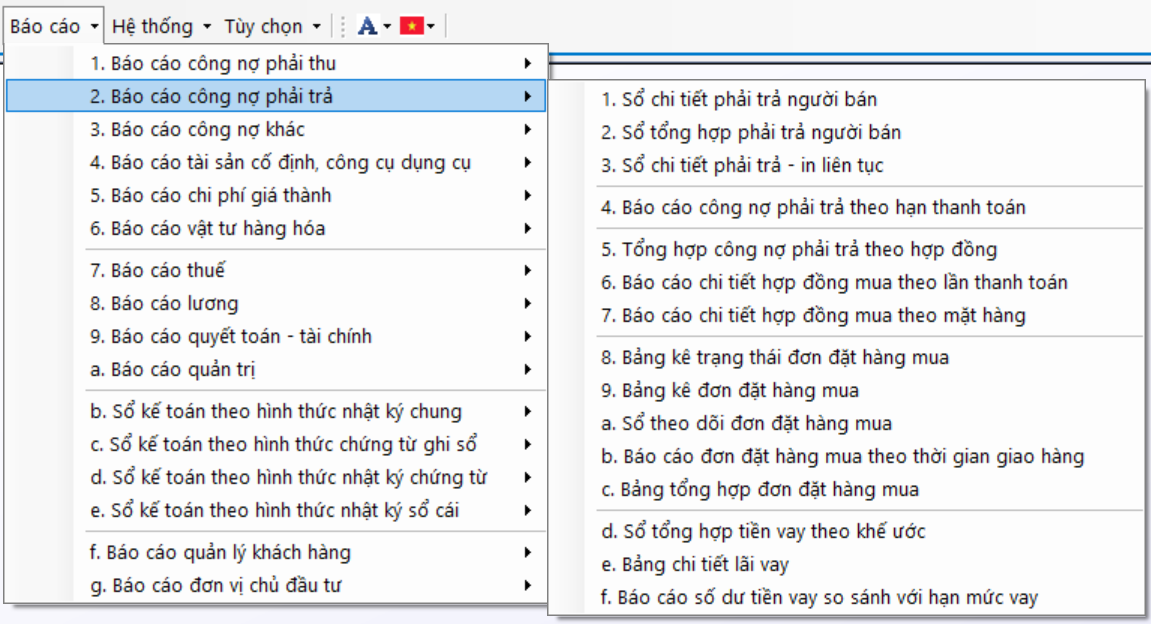 Báo cáo Hệ thống Tùy chọn A
1. Báo cáo công nợ phải thu
2. Báo cáo công nợ phải trả
3. Báo cáo công nợ khác
4. Báo cáo tài sản cố định, công cụ dụng cụ
5. Báo cáo chi phí giá thành
6. Báo cáo vật tư hàng hóa
7. Báo cáo thuế
8. Báo cáo lương
9. Báo cáo quyết toán - tài chính
a. Báo cáo quản trị
b. Sổ kế toán theo hình thức nhật ký chung
c. Sổ kế toán theo hình thức chứng từ ghi sổ
d. Sổ kế toán theo hình thức nhật ký chứng từ
e. Sổ kế toán theo hình thức nhật ký sổ cái
f. Báo cáo quản lý khách hàng
g. Báo cáo đơn vị chủ đầu tư
1. Sổ chi tiết phải trả người bán
2. Sổ tổng hợp phải trả người bán
3. Sổ chi tiết phải trả - in liên tục
4. Báo cáo công nợ phải trả theo hạn thanh toán
5. Tổng hợp công nợ phải trả theo hợp đồng
6. Báo cáo chi tiết hợp đồng mua theo lần thanh toán
7. Báo cáo chi tiết hợp đồng mua theo mặt hàng
8. Bảng kê trạng thái đơn đặt hàng mua
9. Bảng kê đơn đặt hàng mua
a. Sổ theo dõi đơn đặt hàng mua
b. Báo cáo đơn đặt hàng mua theo thời gian giao hàng
c. Bảng tổng hợp đơn đặt hàng mua
d. Sổ tổng hợp tiền vay theo khế ước
e. Bảng chi tiết lãi vay
f. Báo cáo số dư tiền vay so sánh với hạn mức vay